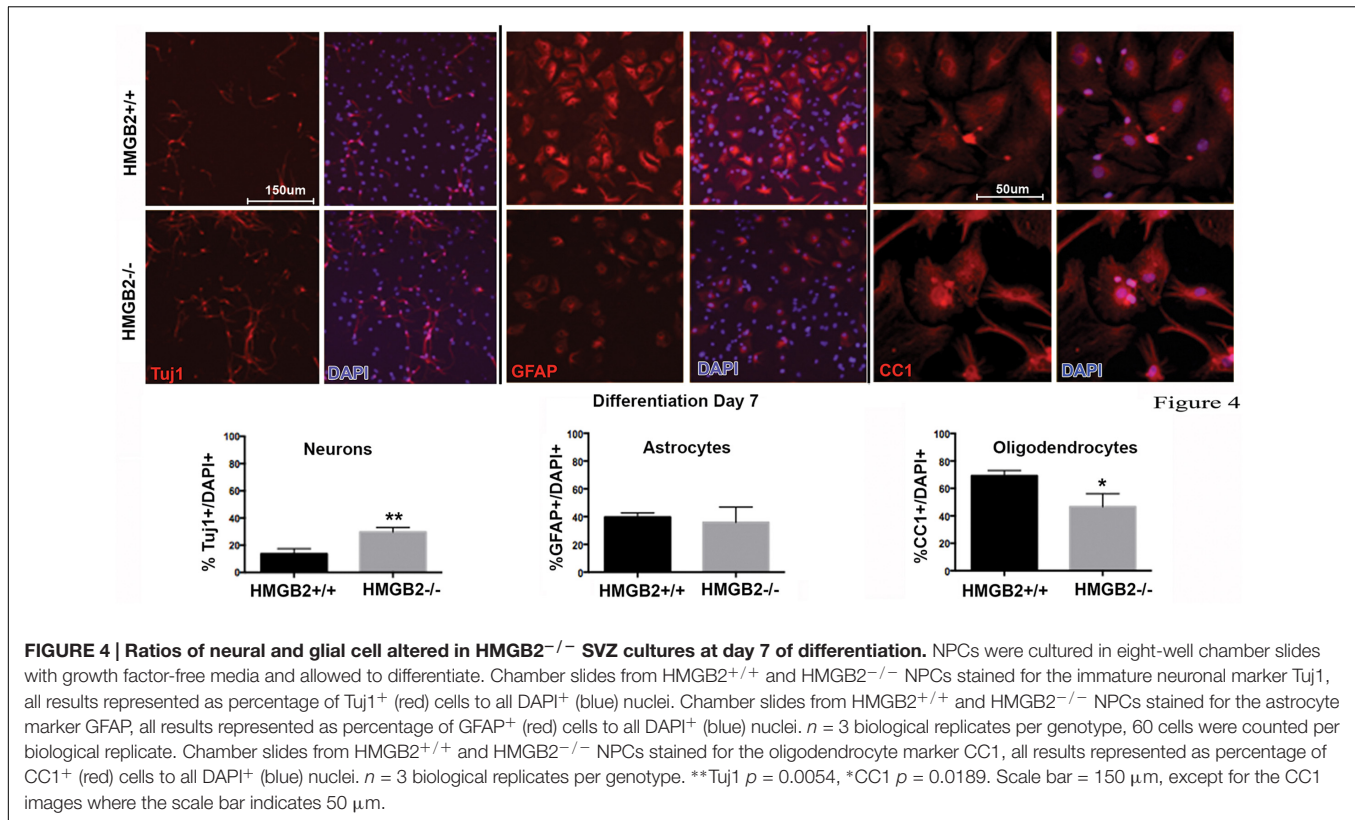 HMGB2+/+
150um
50um
HMGB2-/-
Tuj1
DAPI
GFAP
DAPI
CC1
DAPI
Differentiation Day 7
Figure 4
Neurons
% Tuj1+/DAPI+
100
80
60
40
20
0
**
HMGB2+/+
HMGB2-/-
Astrocytes
%GFAP+/DAPI+
100
80
60
40
20
0
HMGB2+/+
HMGB2-/-
Oligodendrocytes
%CC1+/DAPI+
100
80
60
40
20
0
*
HMGB2+/+
HMGB2-/-
FIGURE 4 | Ratios of neural and glial cell altered in HMGB2−/− SVZ cultures at day 7 of differentiation. NPCs were cultured in eight-well chamber slides
with growth factor-free media and allowed to differentiate. Chamber slides from HMGB2+/+ and HMGB2−/− NPCs stained for the immature neuronal marker Tuj1,
all results represented as percentage of Tuj1+ (red) cells to all DAPI+ (blue) nuclei. Chamber slides from HMGB2+/+ and HMGB2−/− NPCs stained for the astrocyte
marker GFAP, all results represented as percentage of GFAP+ (red) cells to all DAPI+ (blue) nuclei. n = 3 biological replicates per genotype, 60 cells were counted per
biological replicate. Chamber slides from HMGB2+/+ and HMGB2−/− NPCs stained for the oligodendrocyte marker CC1, all results represented as percentage of
CC1+ (red) cells to all DAPI+ (blue) nuclei. n = 3 biological replicates per genotype. **Tuj1 p = 0.0054, *CC1 p = 0.0189. Scale bar = 150 μm, except for the CC1
images where the scale bar indicates 50 μm.